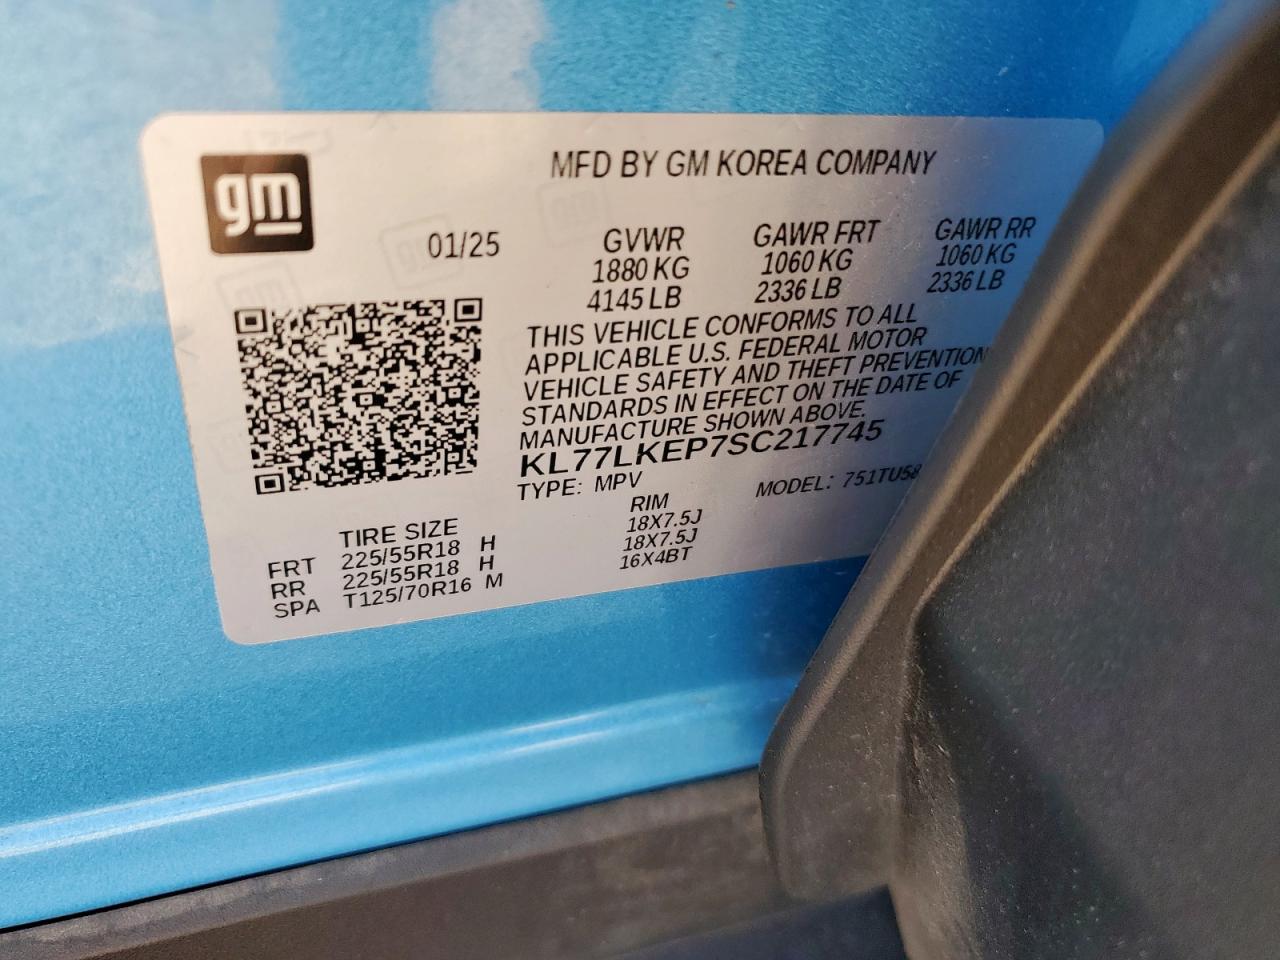 gm
MFD BY GM KOREA COMPANY
01/25
GVWR GAWR FRT GAWR RR
1880 KG 1060 KG 1060 KG
4145 LB 2336 LB 2336 LB
THIS VEHICLE CONFORMS TO ALL
APPLICABLE U.S. FEDERAL MOTOR
VEHICLE SAFETY AND THEFT PREVENTION
STANDARDS IN EFFECT ON THE DATE OF
MANUFACTURE SHOWN ABOVE.
KL77LKEP7SC217745
TYPE: MPV MODEL: 751TU58
TIRE SIZE RIM
FRT 225/55R18 H 18X7.5J
RR 225/55R18 H 18X7.5J
SPA T125/70R16 M 16X4BT